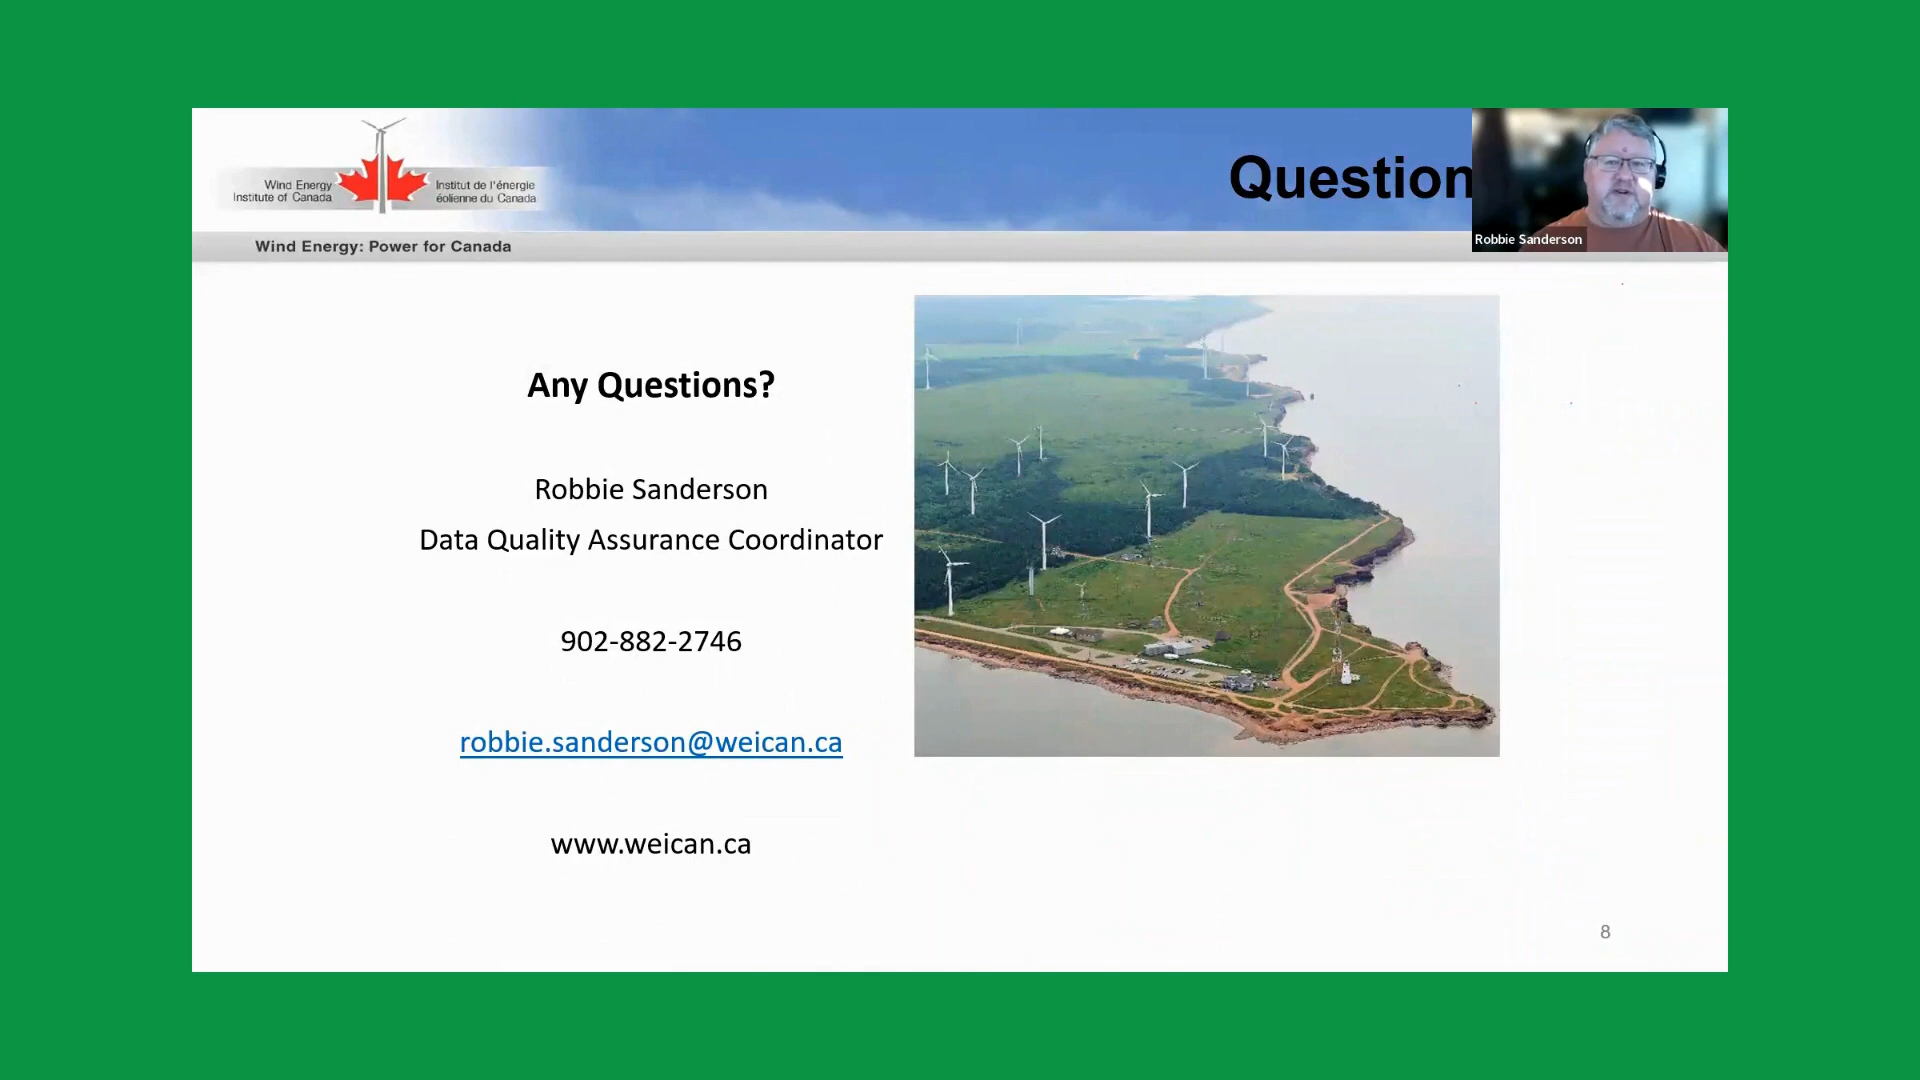 Wind Energy
Institute of Canada
Institut de l'énergie
éolienne du Canada
Question
Robbie Sanderson
Wind Energy: Power for Canada
Any Questions?
Robbie Sanderson
Data Quality Assurance Coordinator
902-882-2746
robbie.sanderson@weican.ca
www.weican.ca
8